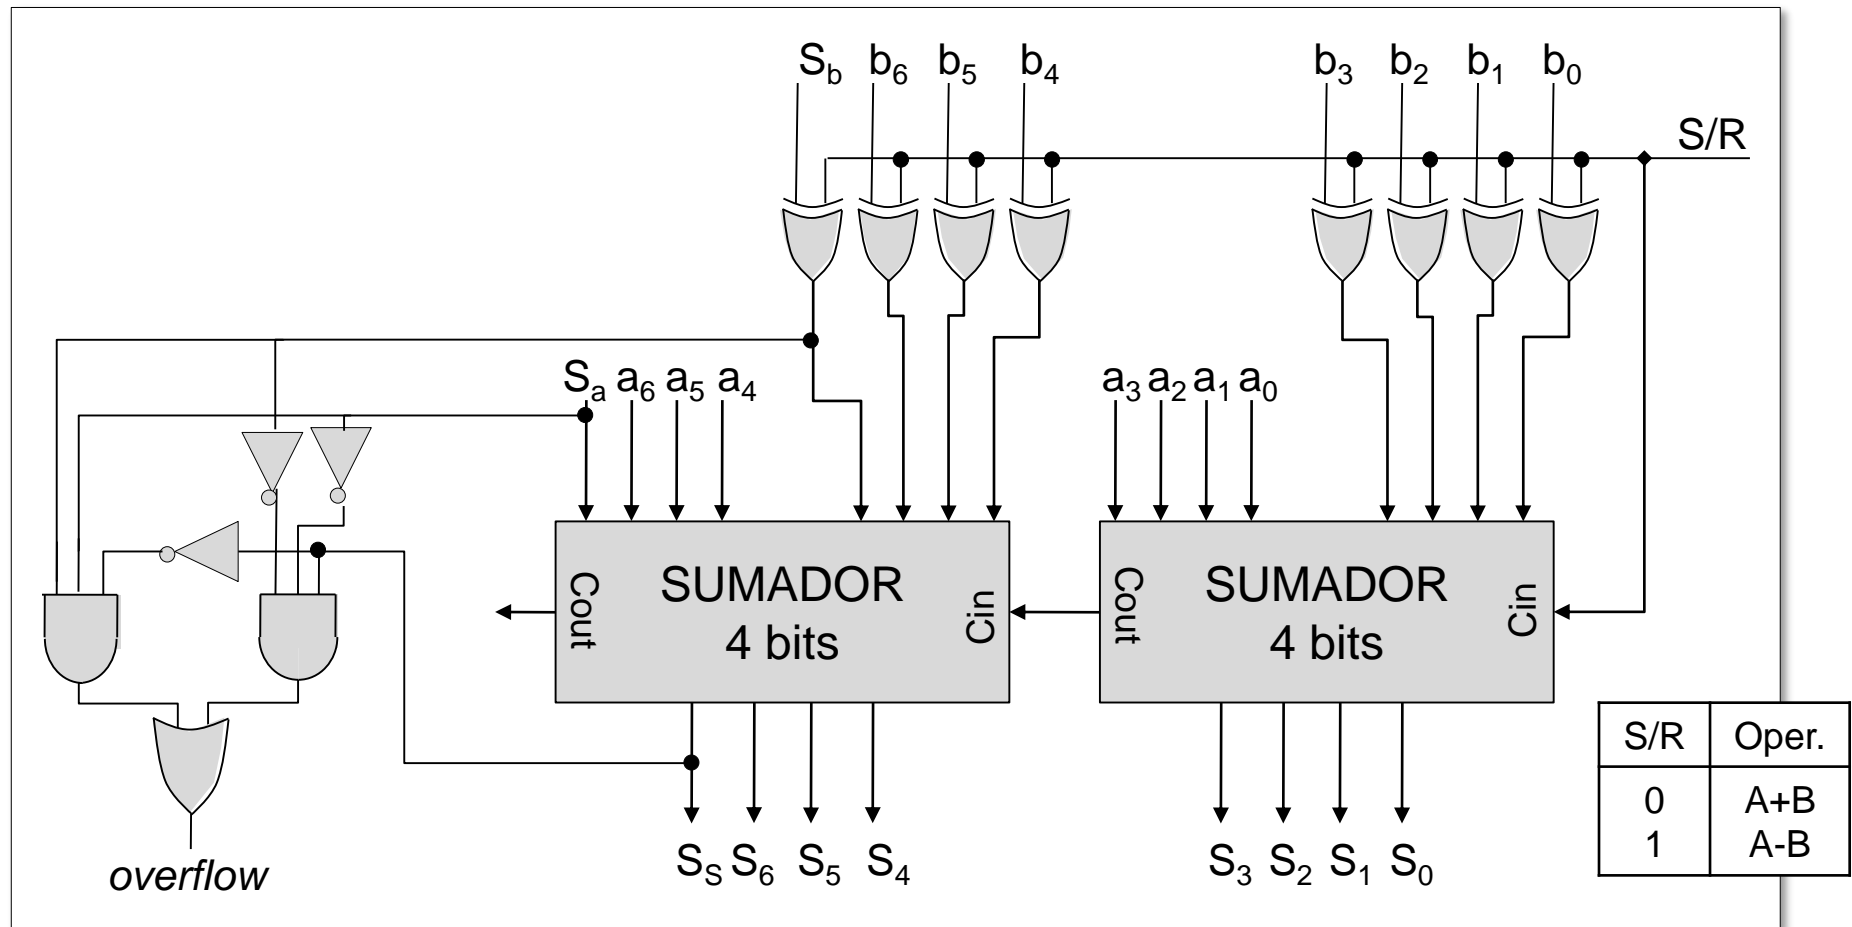 S_b b_6 b_5 b_4 b_3 b_2 b_1 b_0
S/R
S_a a_6 a_5 a_4 a_3 a_2 a_1 a_0
Cout SUMADOR 4 bits Cin
Cout SUMADOR 4 bits Cin
S_S S_6 S_5 S_4 S_3 S_2 S_1 S_0
overflow
S/R Oper.
0 A+B
1 A-B